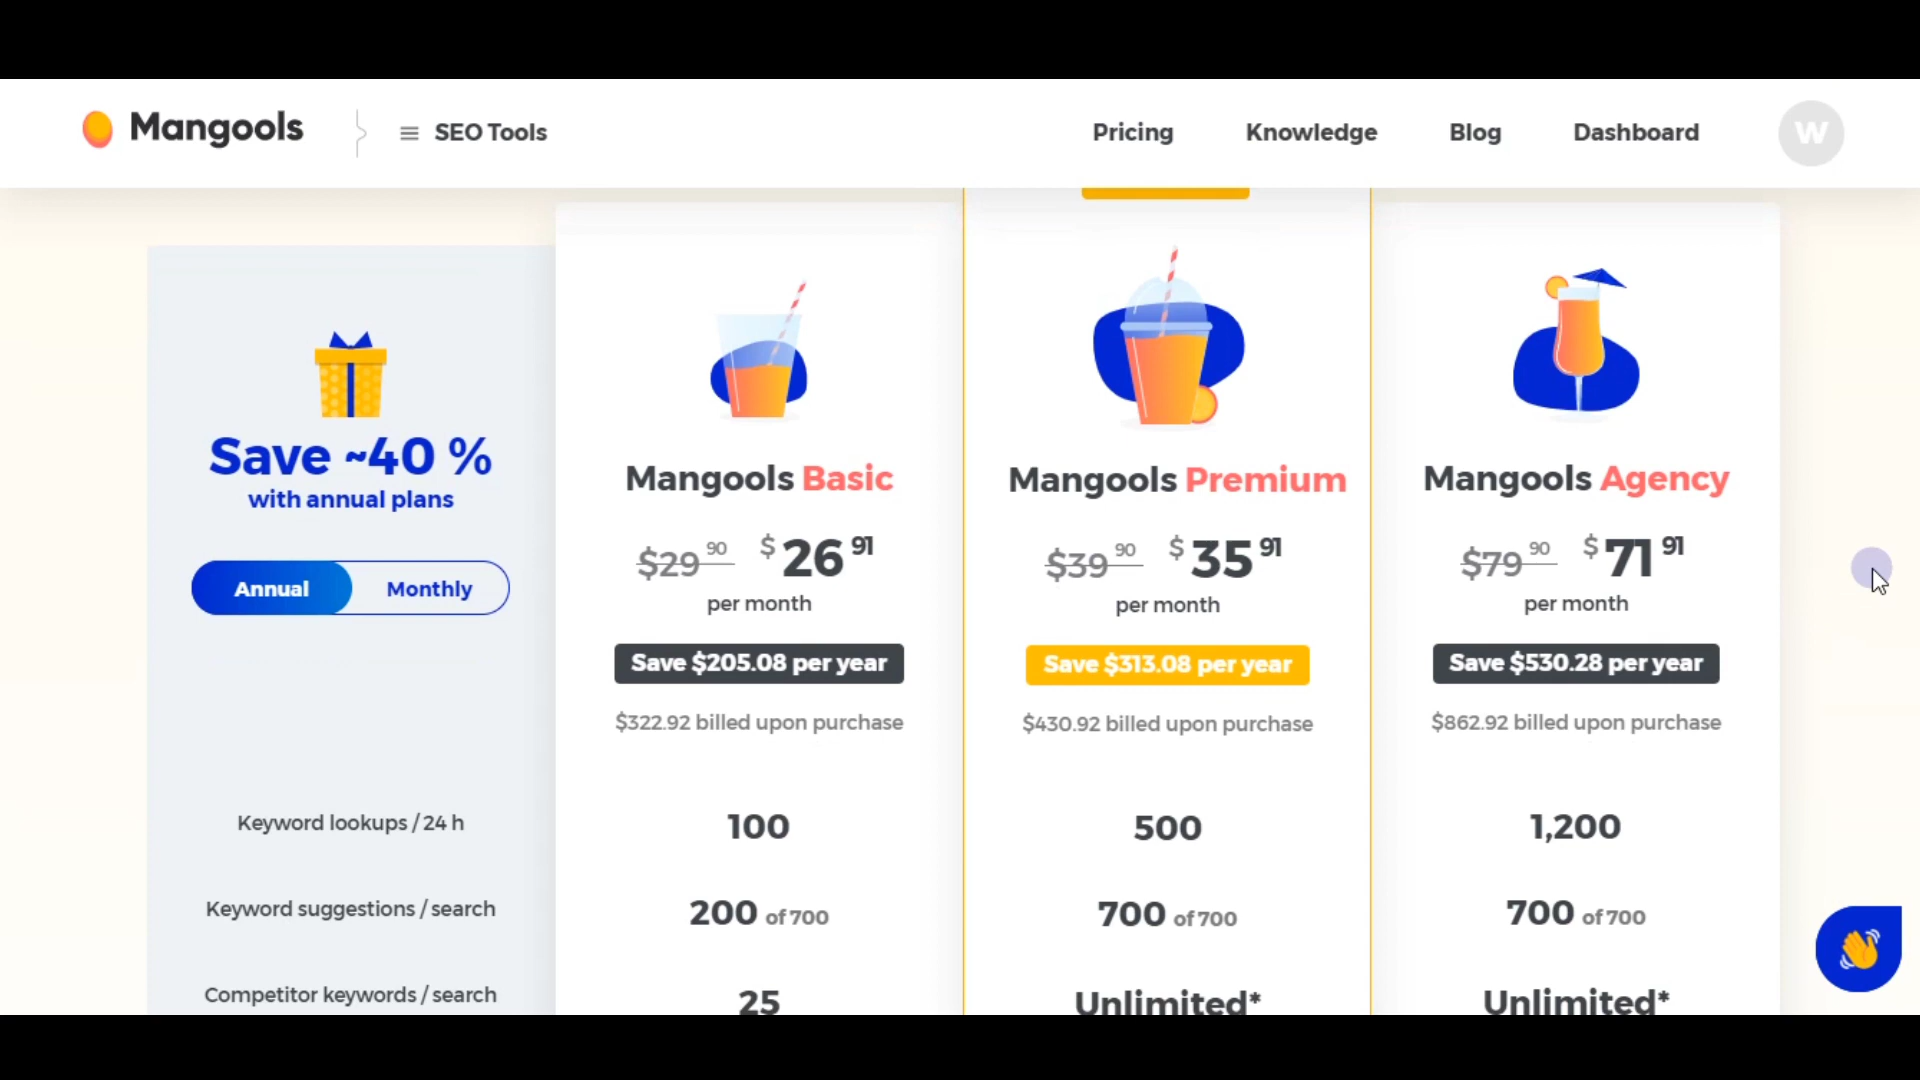 Mangools
SEO Tools
Pricing
Knowledge
Blog
Dashboard
W
Save ~40 %
with annual plans
Annual
Monthly
Mangools Basic
$29 90 $ 26 91
per month
Save $205.08 per year
$322.92 billed upon purchase
Mangools Premium
$39 90 $ 35 91
per month
Save $313.08 per year
$430.92 billed upon purchase
Mangools Agency
$79 90 $ 71 91
per month
Save $530.28 per year
$862.92 billed upon purchase
Keyword lookups / 24 h
100
500
1,200
Keyword suggestions / search
200 of 700
700 of 700
700 of 700
Competitor keywords / search
25
Unlimited*
Unlimited*